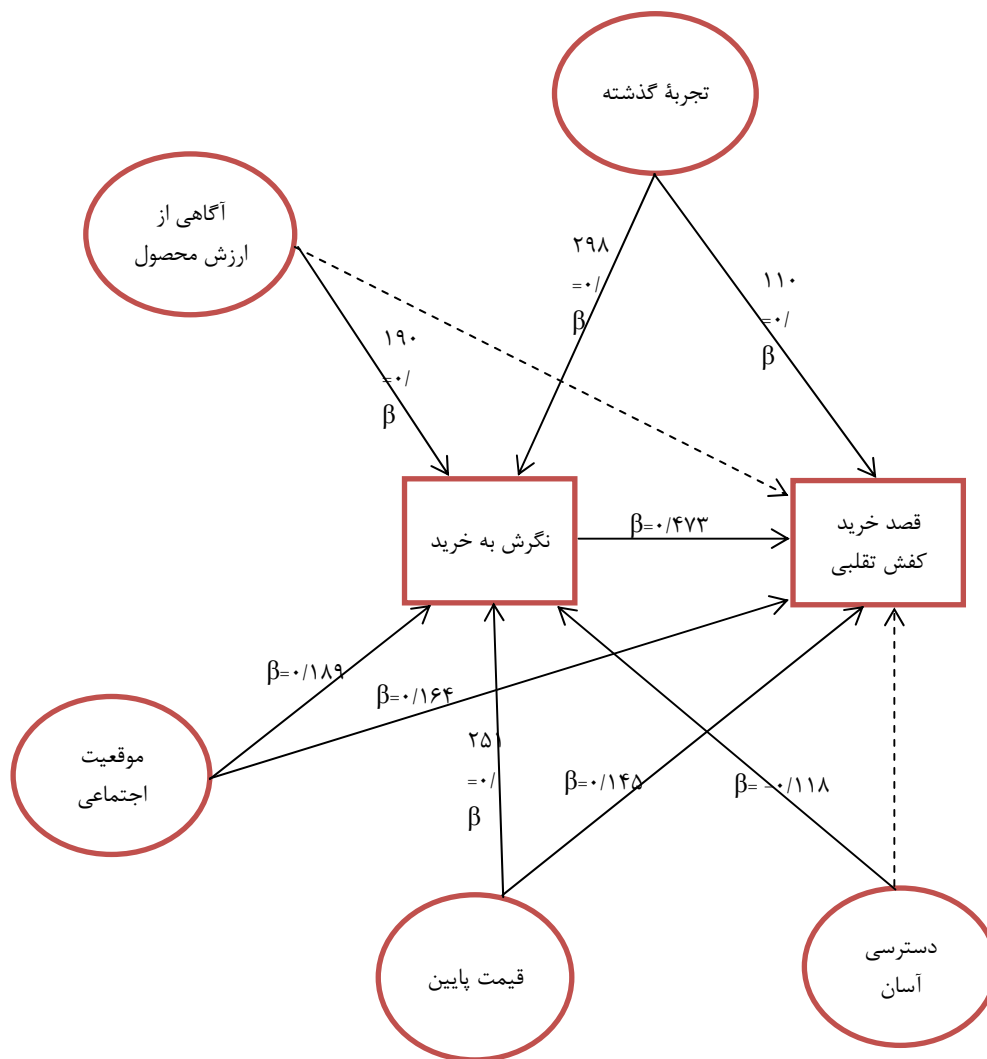 تجربۀ گذشته
آگاهی از
ارزش محصول
۲۹۸
=۰/
β
۱۱۰
=۰/
β
۱۹۰
=۰/
β
نگرش به خرید
β=۰/۴۷۳
قصد خرید
کفش تقلبی
β=۰/۱۸۹
β=۰/۱۶۴
۲۵۱
=۰/
β
β=۰/۱۴۵
β= -۰/۱۱۸
موقعیت
اجتماعی
قیمت پایین
دسترسی
آسان